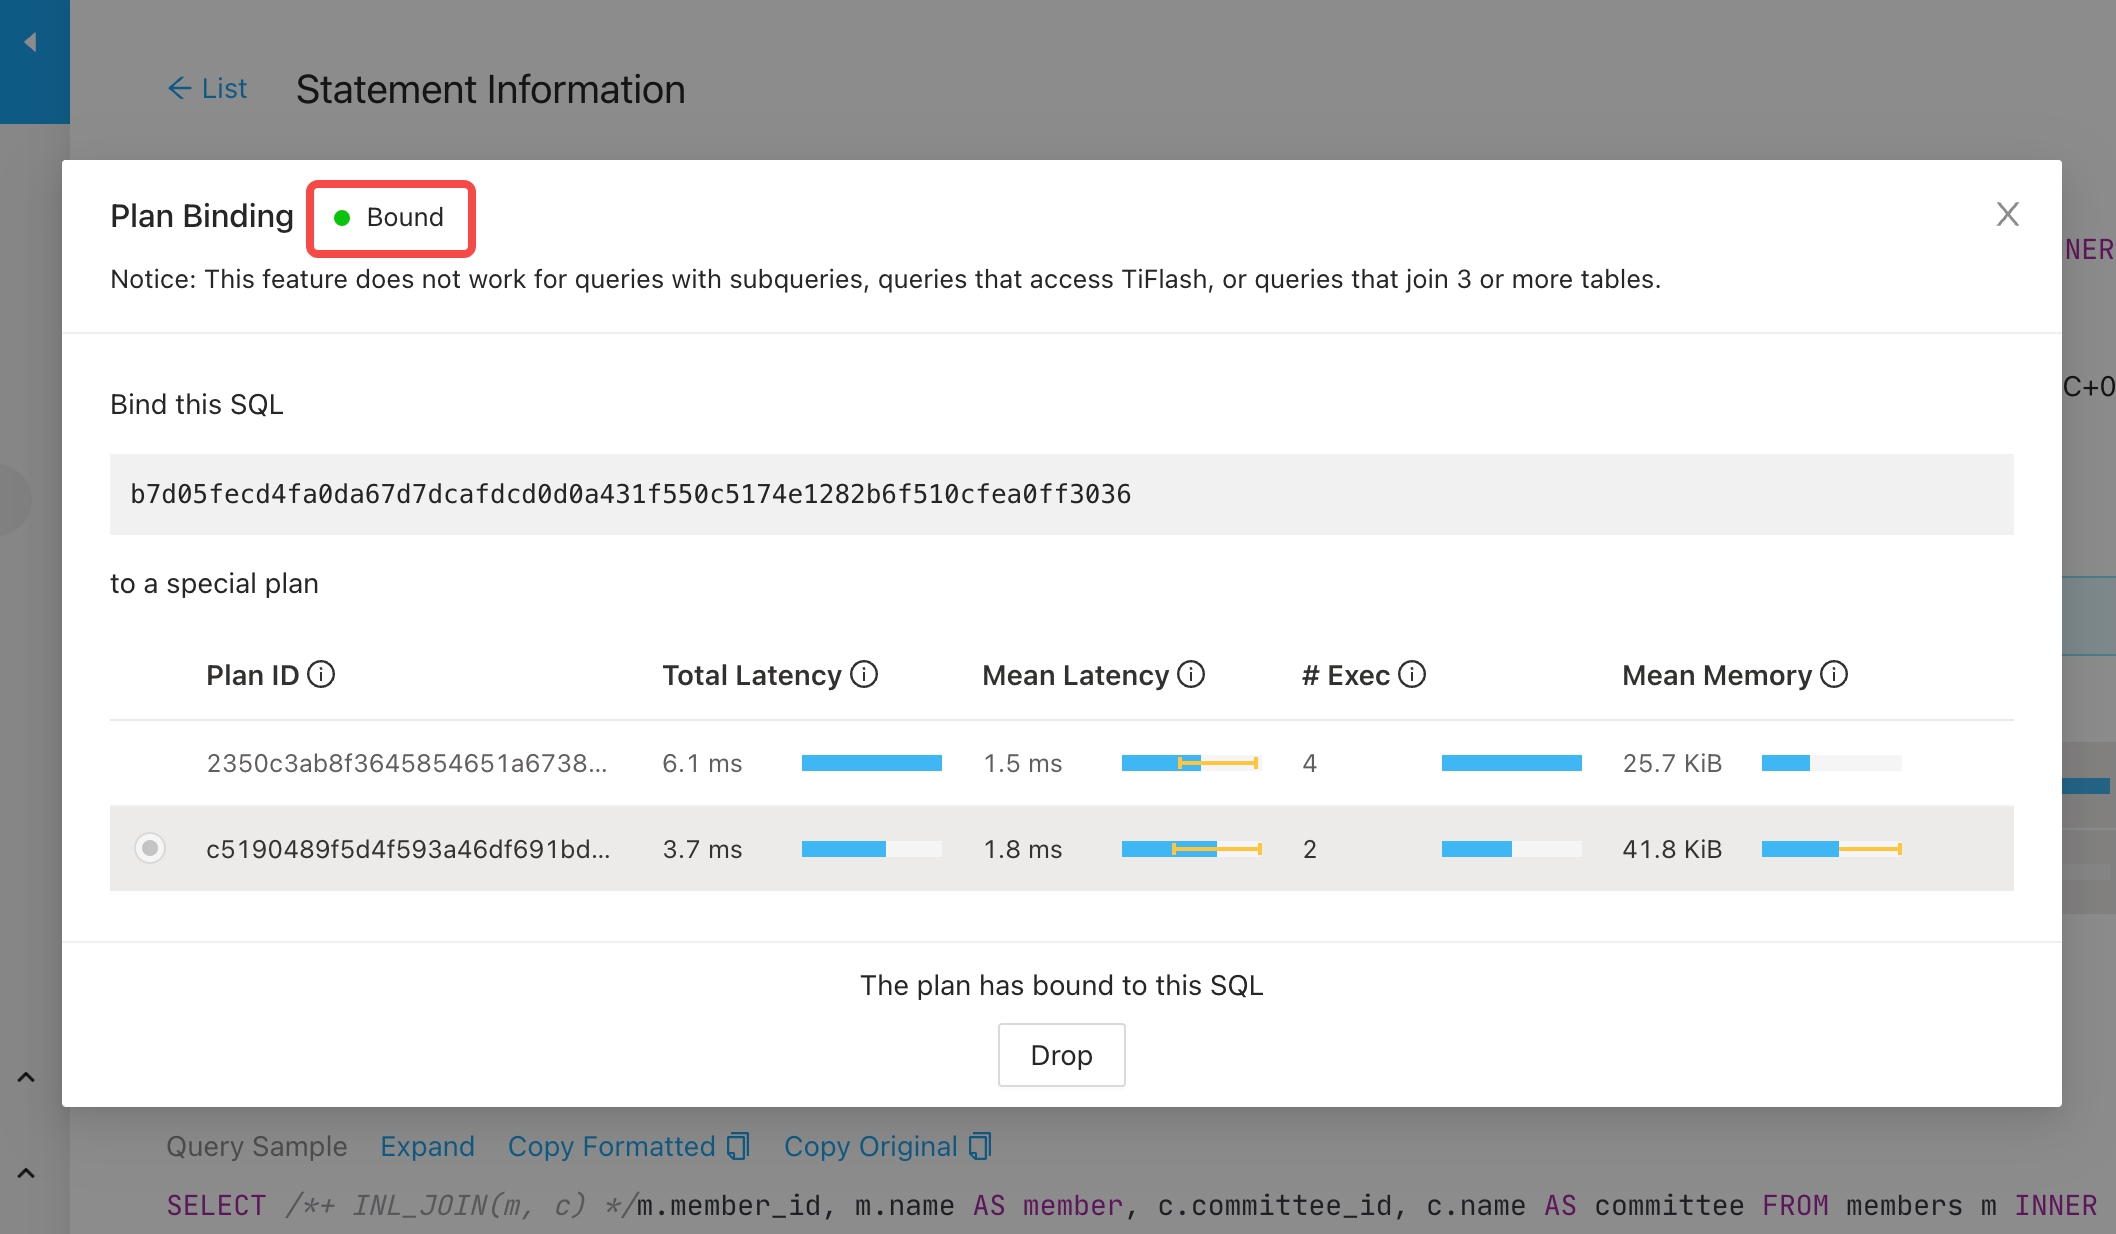 List
Statement Information
Plan Binding
Bound
NER
Notice: This feature does not work for queries with subqueries, queries that access TiFlash, or queries that join 3 or more tables.
C+0
Bind this SQL
b7d05fecd4fa0da67d7dcafdcd0d0a431f550c5174e1282b6f510cfea0ff3036
to a special plan
Plan ID Total Latency Mean Latency # Exec Mean Memory
2350c3ab8f3645854651a6738... 6.1 ms 1.5 ms 4 25.7 KiB
c5190489f5d4f593a46df691bd... 3.7 ms 1.8 ms 2 41.8 KiB
The plan has bound to this SQL
Drop
Query Sample Expand Copy Formatted Copy Original
SELECT /*+ INL_JOIN(m, c) */m.member_id, m.name AS member, c.committee_id, c.name AS committee FROM members m INNER